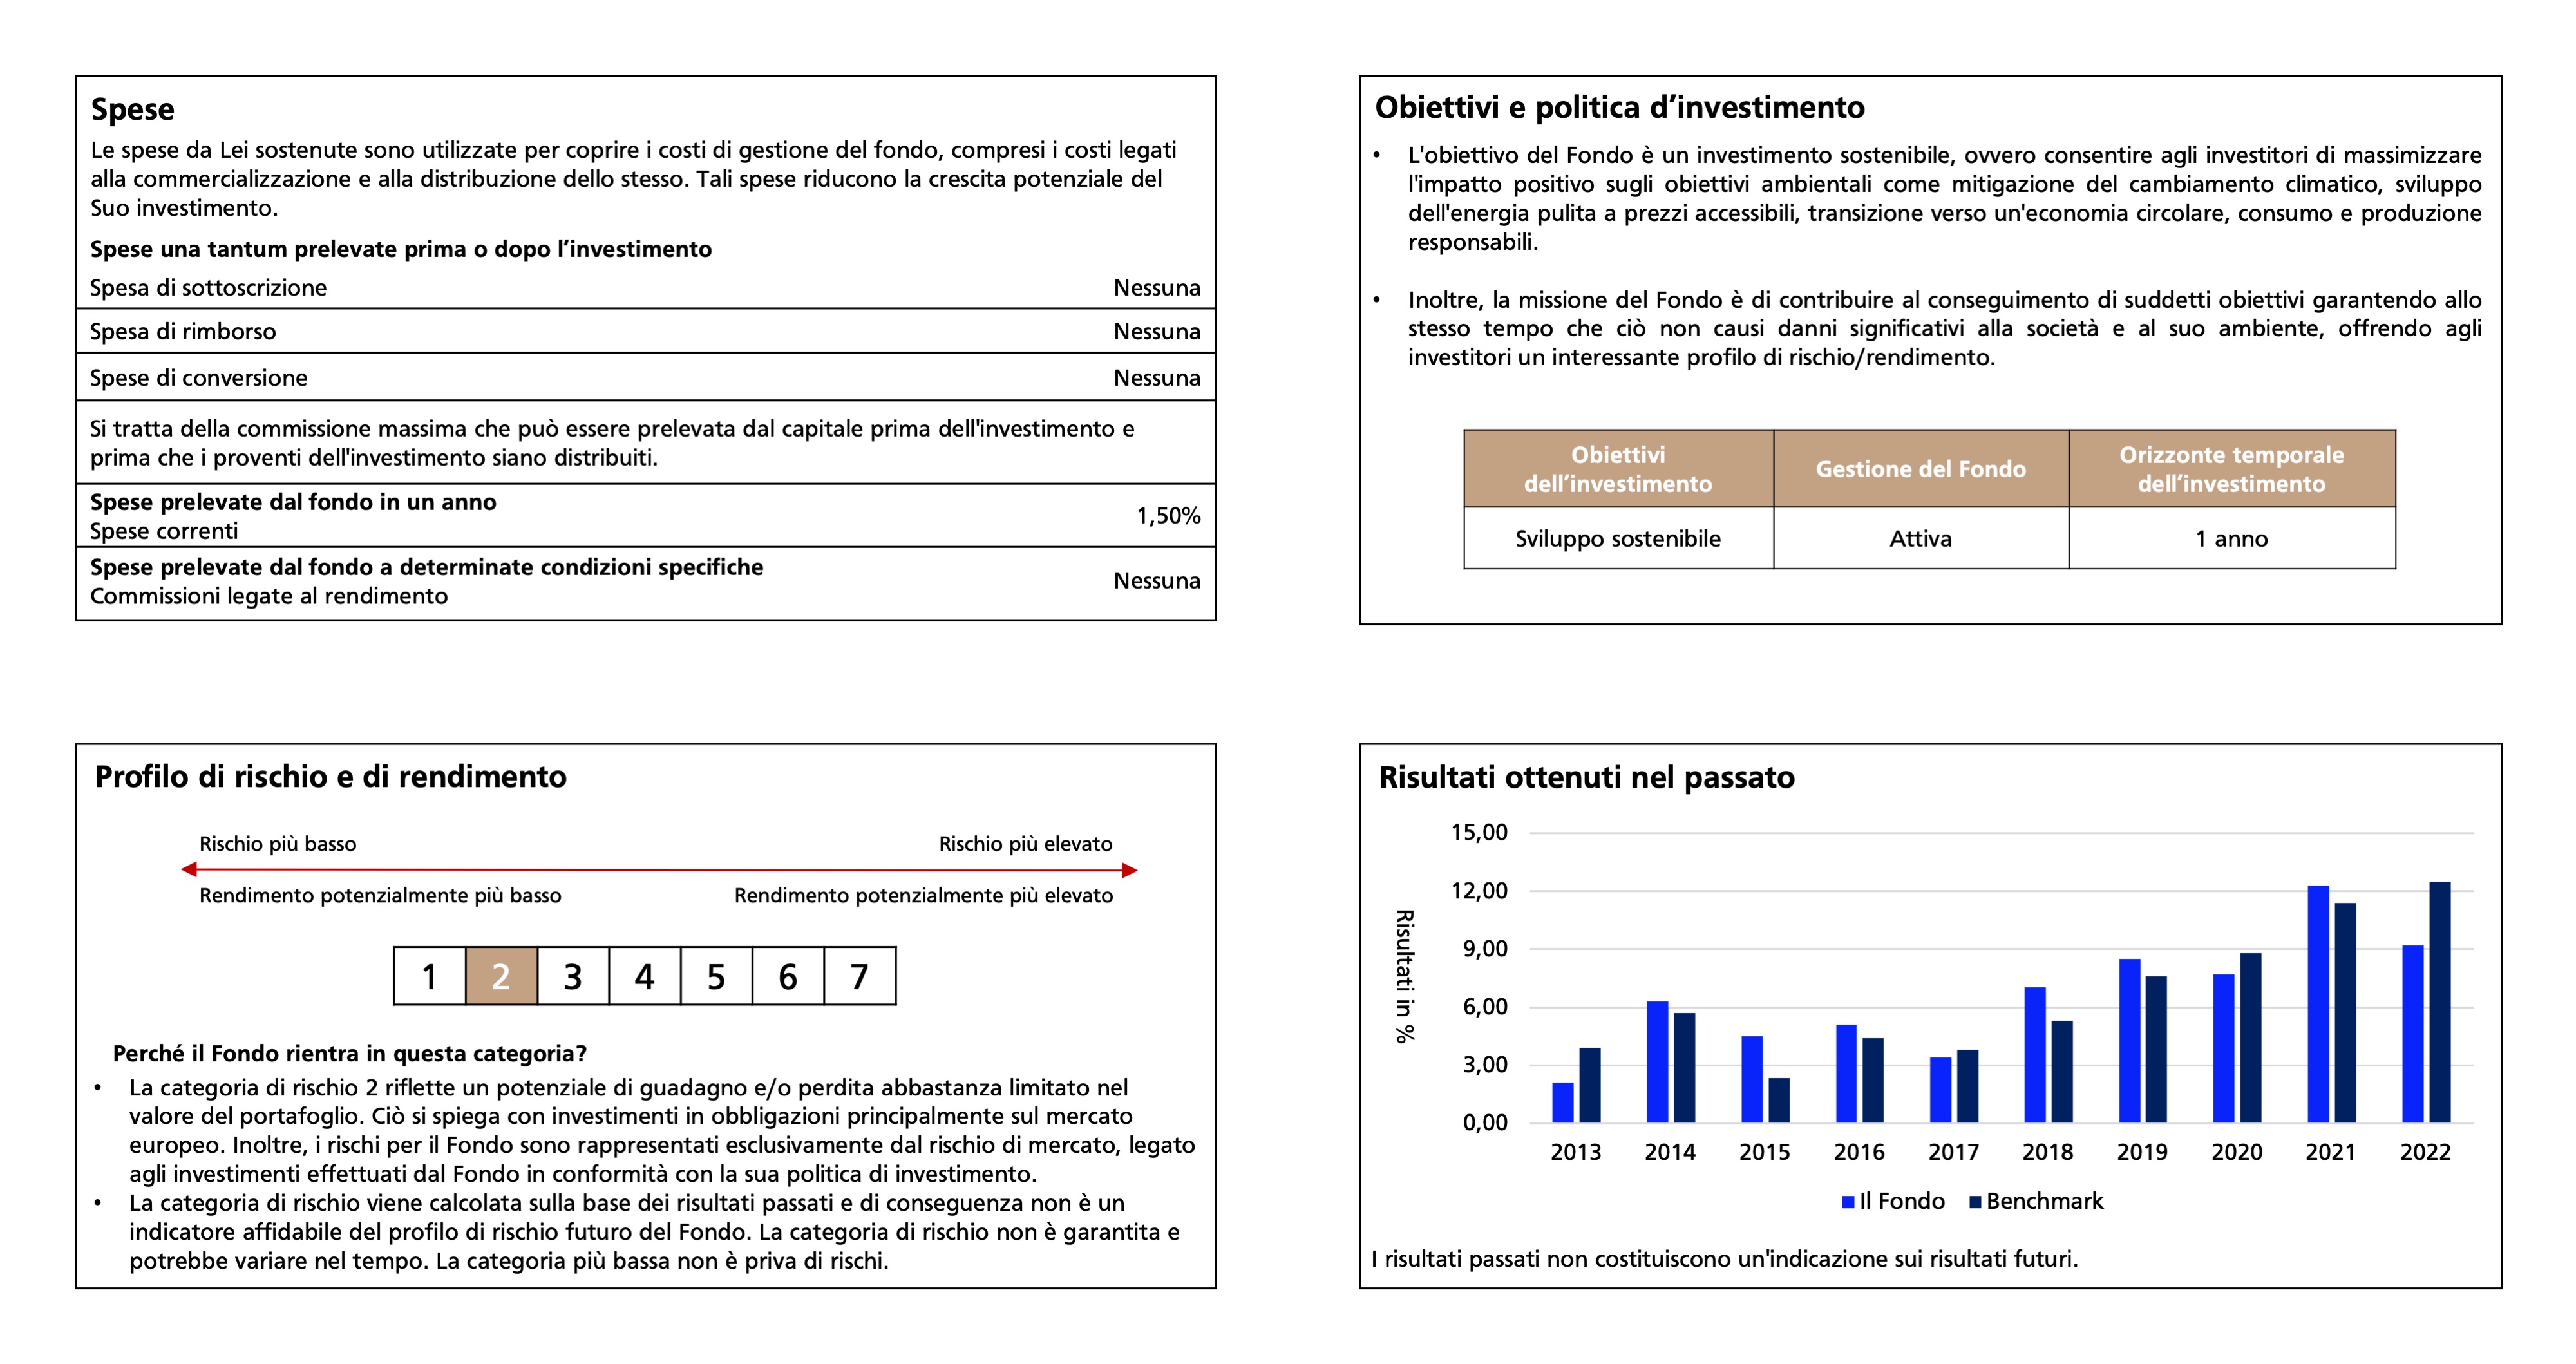 Spese
Le spese da Lei sostenute sono utilizzate per coprire i costi di gestione del fondo, compresi i costi legati
alla commercializzazione e alla distribuzione dello stesso. Tali spese riducono la crescita potenziale del
Suo investimento.
Spese una tantum prelevate prima o dopo l’investimento
Spesa di sottoscrizione Nessuna
Spesa di rimborso Nessuna
Spese di conversione Nessuna
Si tratta della commissione massima che può essere prelevata dal capitale prima dell'investimento e
prima che i proventi dell'investimento siano distribuiti.
Spese prelevate dal fondo in un anno
Spese correnti 1,50%
Spese prelevate dal fondo a determinate condizioni specifiche
Commissioni legate al rendimento Nessuna
Obiettivi e politica d’investimento
• L'obiettivo del Fondo è un investimento sostenibile, ovvero consentire agli investitori di massimizzare
l'impatto positivo sugli obiettivi ambientali come mitigazione del cambiamento climatico, sviluppo
dell'energia pulita a prezzi accessibili, transizione verso un'economia circolare, consumo e produzione
responsabili.
• Inoltre, la missione del Fondo è di contribuire al conseguimento di suddetti obiettivi garantendo allo
stesso tempo che ciò non causi danni significativi alla società e al suo ambiente, offrendo agli
investitori un interessante profilo di rischio/rendimento.
Obiettivi
dell’investimento
Gestione del Fondo
Orizzonte temporale
dell’investimento
Sviluppo sostenibile Attiva 1 anno
Profilo di rischio e di rendimento
Rischio più basso Rischio più elevato
Rendimento potenzialmente più basso Rendimento potenzialmente più elevato
1 2 3 4 5 6 7
Perché il Fondo rientra in questa categoria?
• La categoria di rischio 2 riflette un potenziale di guadagno e/o perdita abbastanza limitato nel
valore del portafoglio. Ciò si spiega con investimenti in obbligazioni principalmente sul mercato
europeo. Inoltre, i rischi per il Fondo sono rappresentati esclusivamente dal rischio di mercato, legato
agli investimenti effettuati dal Fondo in conformità con la sua politica di investimento.
• La categoria di rischio viene calcolata sulla base dei risultati passati e di conseguenza non è un
indicatore affidabile del profilo di rischio futuro del Fondo. La categoria di rischio non è garantita e
potrebbe variare nel tempo. La categoria più bassa non è priva di rischi.
Risultati ottenuti nel passato
Risultati in %
15,00
12,00
9,00
6,00
3,00
0,00
2013 2014 2015 2016 2017 2018 2019 2020 2021 2022
Il Fondo Benchmark
I risultati passati non costituiscono un'indicazione sui risultati futuri.